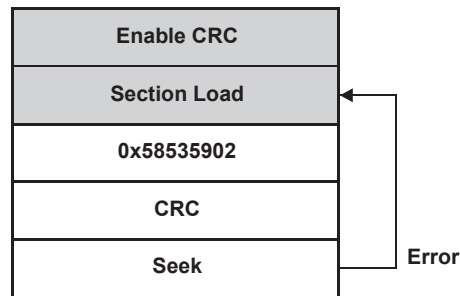 Enable CRC
Section Load
0x58535902
CRC
Seek
Error